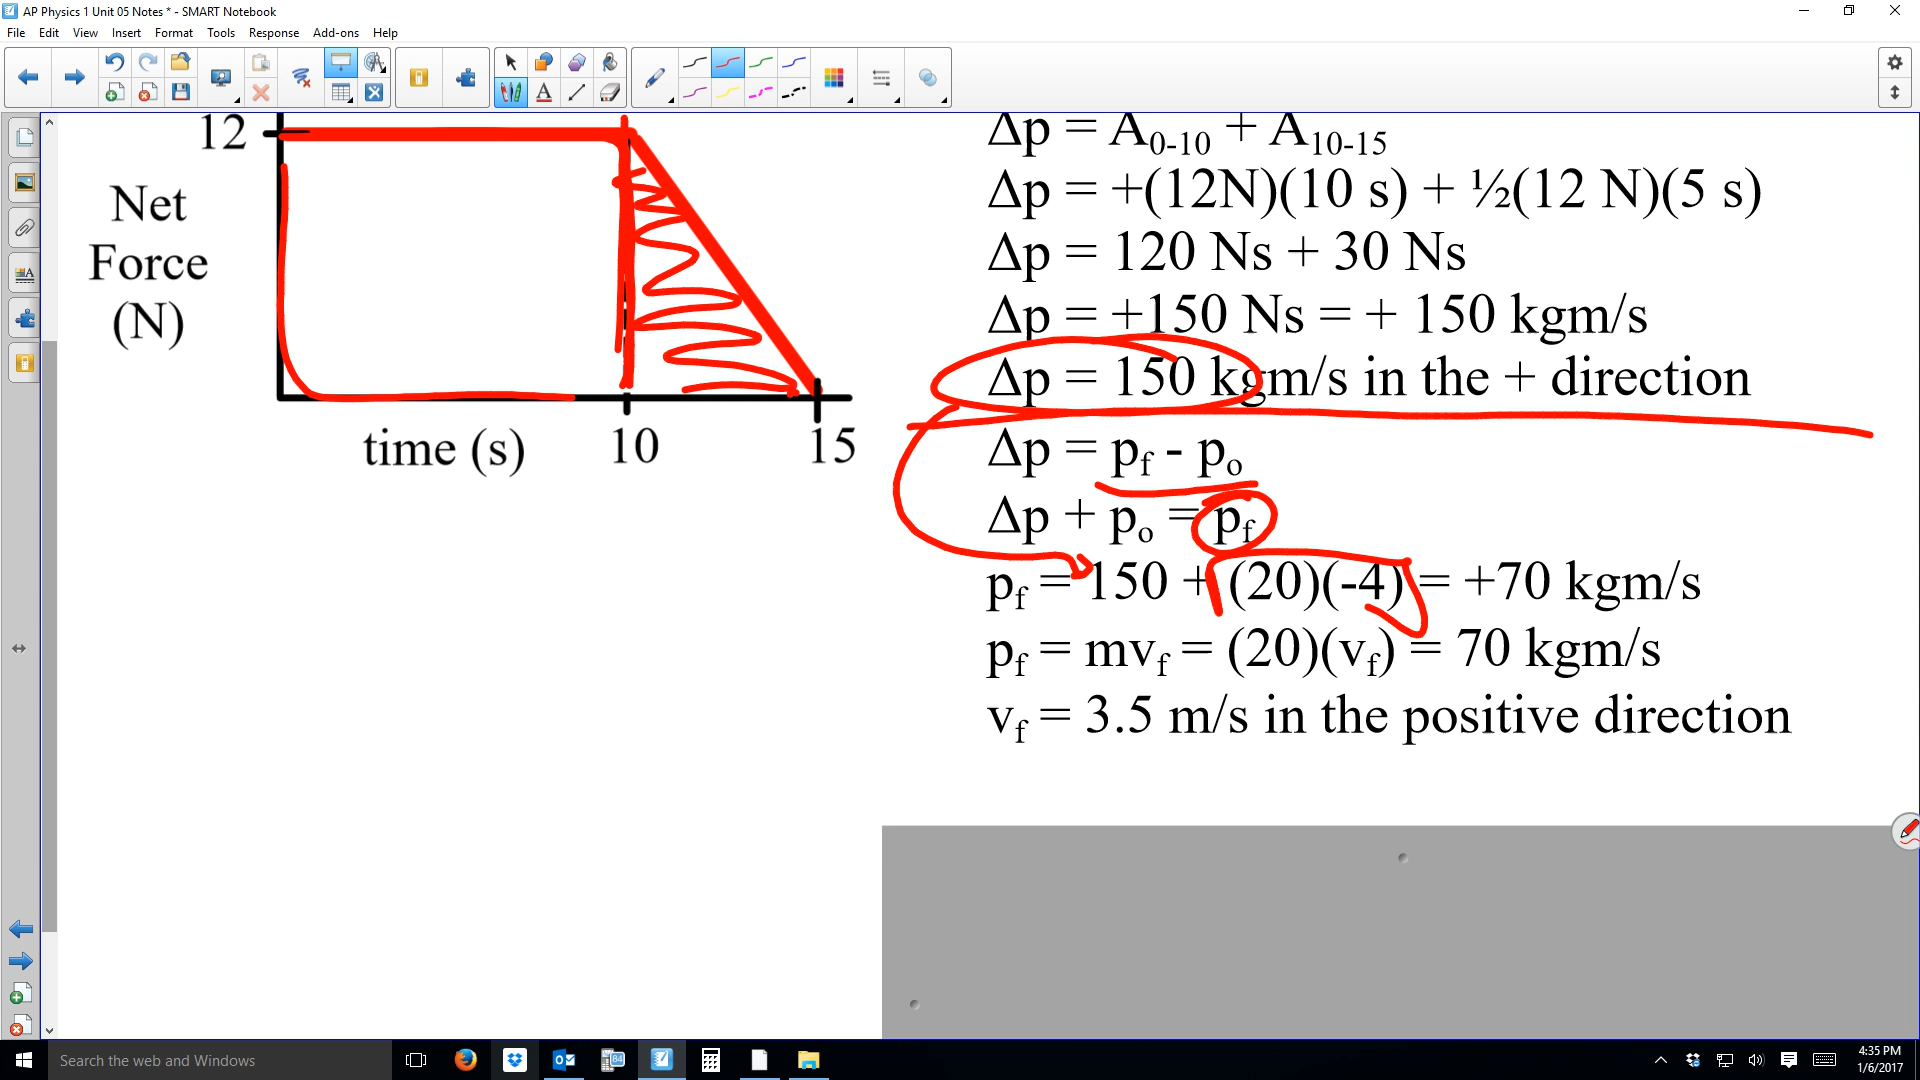 AP Physics 1 Unit 05 Notes * - SMART Notebook
File Edit View Insert Format Tools Response Add-ons Help
12
Net
Force
(N)
time (s)
10
15
Δp = A₀₋₁₀ + A₁₀₋₁₅
Δp = +(12N)(10 s) + ½(12 N)(5 s)
Δp = 120 Ns + 30 Ns
Δp = +150 Ns = + 150 kgm/s
Δp = 150 kgm/s in the + direction
Δp = pf - po
Δp + po = pf
pf = 150 + (20)(-4) = +70 kgm/s
pf = mvf = (20)(vf) = 70 kgm/s
vf = 3.5 m/s in the positive direction
Search the web and Windows
84
4:35 PM
1/6/2017